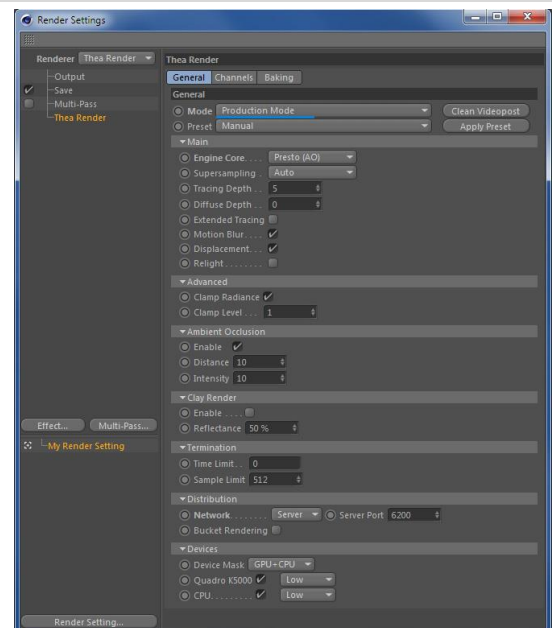 Render Settings
Renderer Thea Render
Output
Save
Multi-Pass
Thea Render
Effect... Multi-Pass...
My Render Setting
Render Setting...
Thea Render
General Channels Baking
General
Mode Production Mode Clean Videopost
Preset Manual Apply Preset
Main
Engine Core. . . . Presto (AO)
Supersampling . Auto
Tracing Depth . . 5
Diffuse Depth . . 0
Extended Tracing
Motion Blur. . . .
Displacement. . .
Relight. . . . . . . .
Advanced
Clamp Radiance
Clamp Level . . . 1
Ambient Occlusion
Enable
Distance 10
Intensity 10
Clay Render
Enable . . . .
Reflectance 50 %
Termination
Time Limit. . 0
Sample Limit 512
Distribution
Network. . . . . . . . Server Server Port 6200
Bucket Rendering
Devices
Device Mask GPU+CPU
Quadro K5000 Low
CPU. . . . . . . . . Low